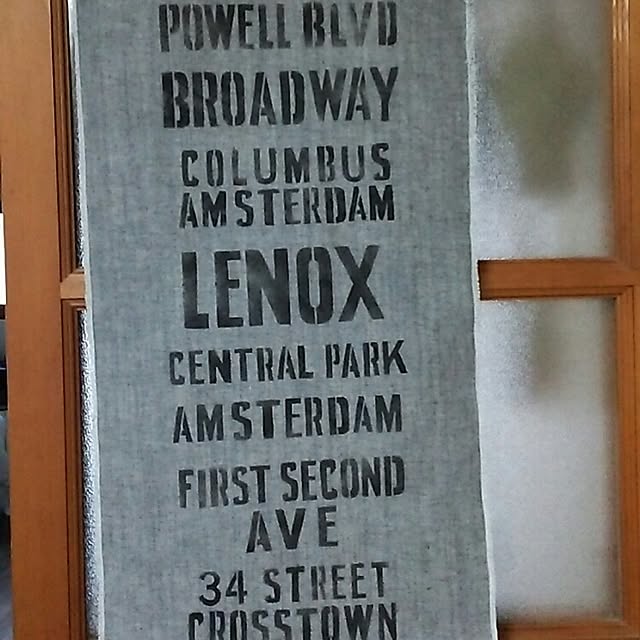 POWELL BLVD
BROADWAY
COLUMBUS
AMSTERDAM
LENOX
CENTRAL PARK
AMSTERDAM
FIRST SECOND
AVE
34 STREET
CROSSTOWN